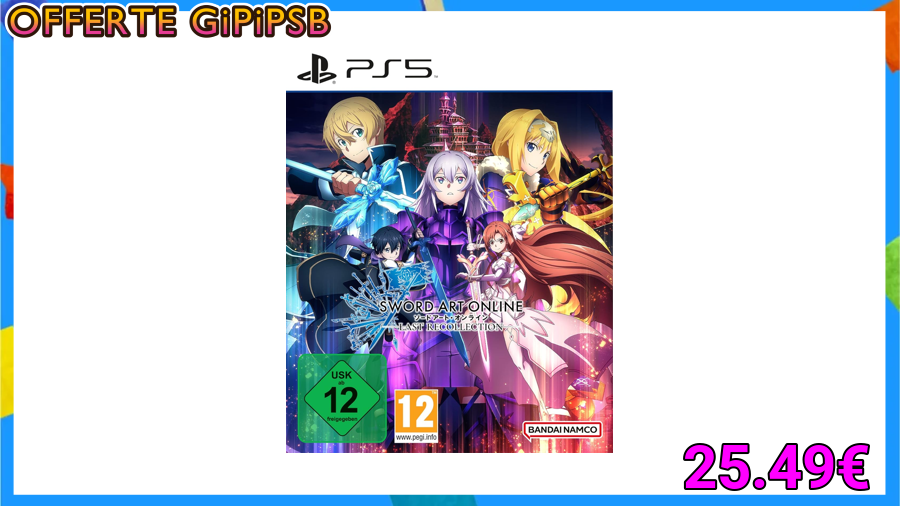 OFFERTE GiPiPSB
PS5
SWORD ART ONLINE
ソードアート・オンライン
LAST RECOLLECTION
USK
ab
12
freigegeben
12
www.pegi.info
BANDAI NAMCO
25.49€